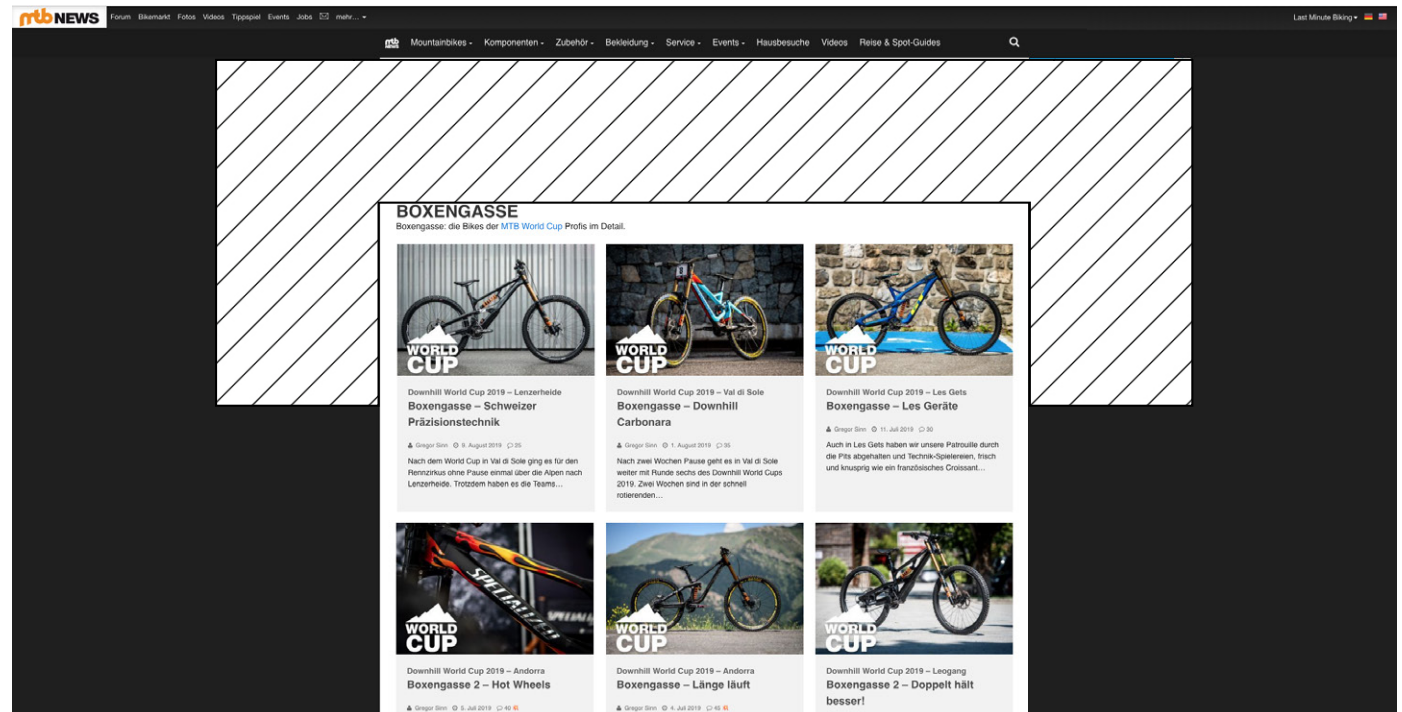 mtb NEWS Forum Bikemarkt Fotos Videos Tippspiel Events Jobs mehr... Last Minute Biking
mtb Mountainbikes Komponenten Zubehör Bekleidung Service Events Hausbesuche Videos Reise & Spot-Guides
BOXENGASSE
Boxengasse: die Bikes der MTB World Cup Profis im Detail.
WORLD
CUP
Downhill World Cup 2019 – Lenzerheide
Boxengasse – Schweizer
Präzisionstechnik
Gregor Sinn 9. August 2019 25
Nach dem World Cup in Val di Sole ging es für den
Rennzirkus ohne Pause einmal über die Alpen nach
Lenzerheide. Trotzdem haben es die Teams…
8
WORLD
CUP
Downhill World Cup 2019 – Val di Sole
Boxengasse – Downhill
Carbonara
Gregor Sinn 1. August 2019 35
Nach zwei Wochen Pause geht es in Val di Sole
weiter mit Runde sechs des Downhill World Cups
2019. Zwei Wochen sind in der schnell
rotierenden…
WORLD
CUP
Downhill World Cup 2019 – Les Gets
Boxengasse – Les Geräte
Gregor Sinn 11. Juli 2019 30
Auch in Les Gets haben wir unsere Patrouille durch
die Pits abgehalten und Technik-Spielereien, frisch
und knusprig wie ein französisches Croissant…
SPECIALIZED
WORLD
CUP
Downhill World Cup 2019 – Andorra
Boxengasse 2 – Hot Wheels
Gregor Sinn 5. Juli 2019 40
WORLD
CUP
Downhill World Cup 2019 – Andorra
Boxengasse – Länge läuft
Gregor Sinn 4. Juli 2019 45
WORLD
CUP
Downhill World Cup 2019 – Leogang
Boxengasse 2 – Doppelt hält
besser!